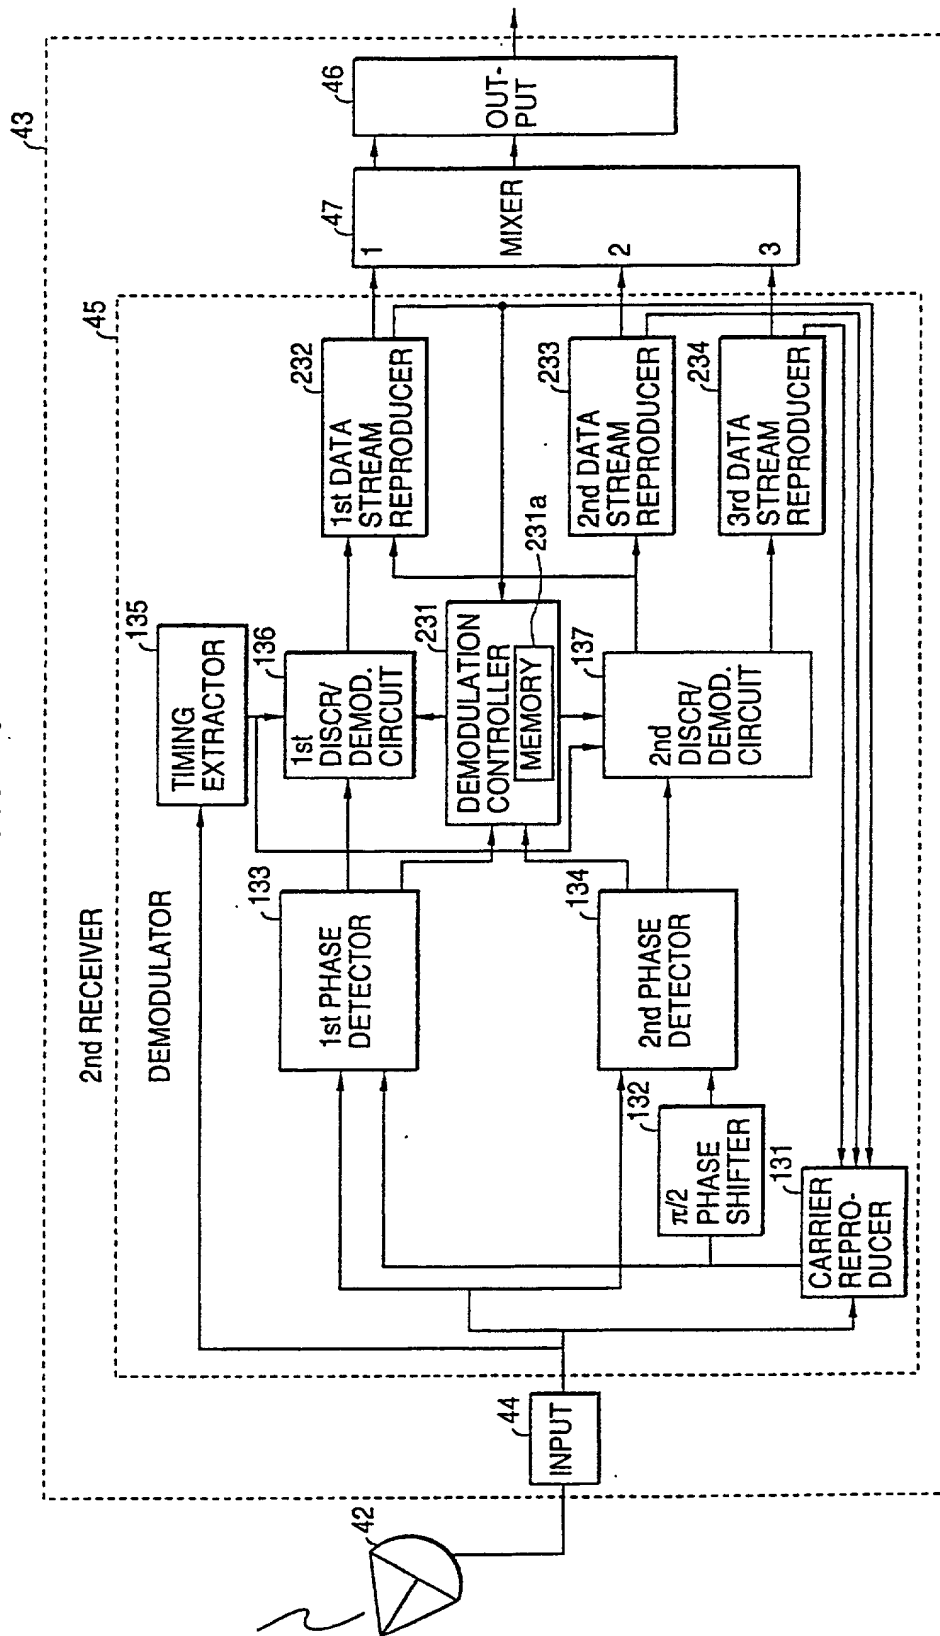 43
2nd RECEIVER
45
DEMODULATOR
42
44
INPUT
135
TIMING
EXTRACTOR
133
1st PHASE
DETECTOR
136
1st
DISCR/
DEMOD.
CIRCUIT
232
1st DATA
STREAM
REPRODUCER
231
DEMODULATION
CONTROLLER
231a
MEMORY
132
π/2
PHASE
SHIFTER
134
2nd PHASE
DETECTOR
137
2nd
DISCR/
DEMOD.
CIRCUIT
233
2nd DATA
STREAM
REPRODUCER
234
3rd DATA
STREAM
REPRODUCER
131
CARRIER
REPRO-
DUCER
47
1
MIXER
2
3
46
OUT-
PUT